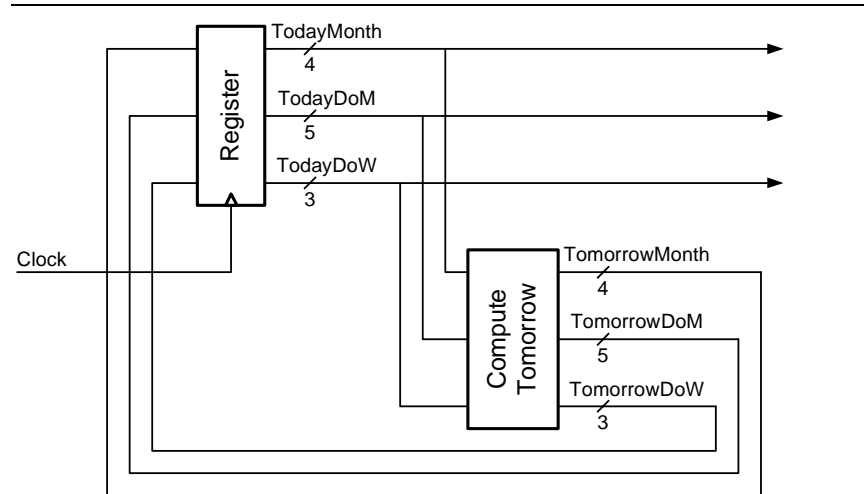 TodayMonth
4
TodayDoM
5
TodayDoW
3
Register
Clock
TomorrowMonth
4
TomorrowDoM
5
TomorrowDoW
3
Compute
Tomorrow